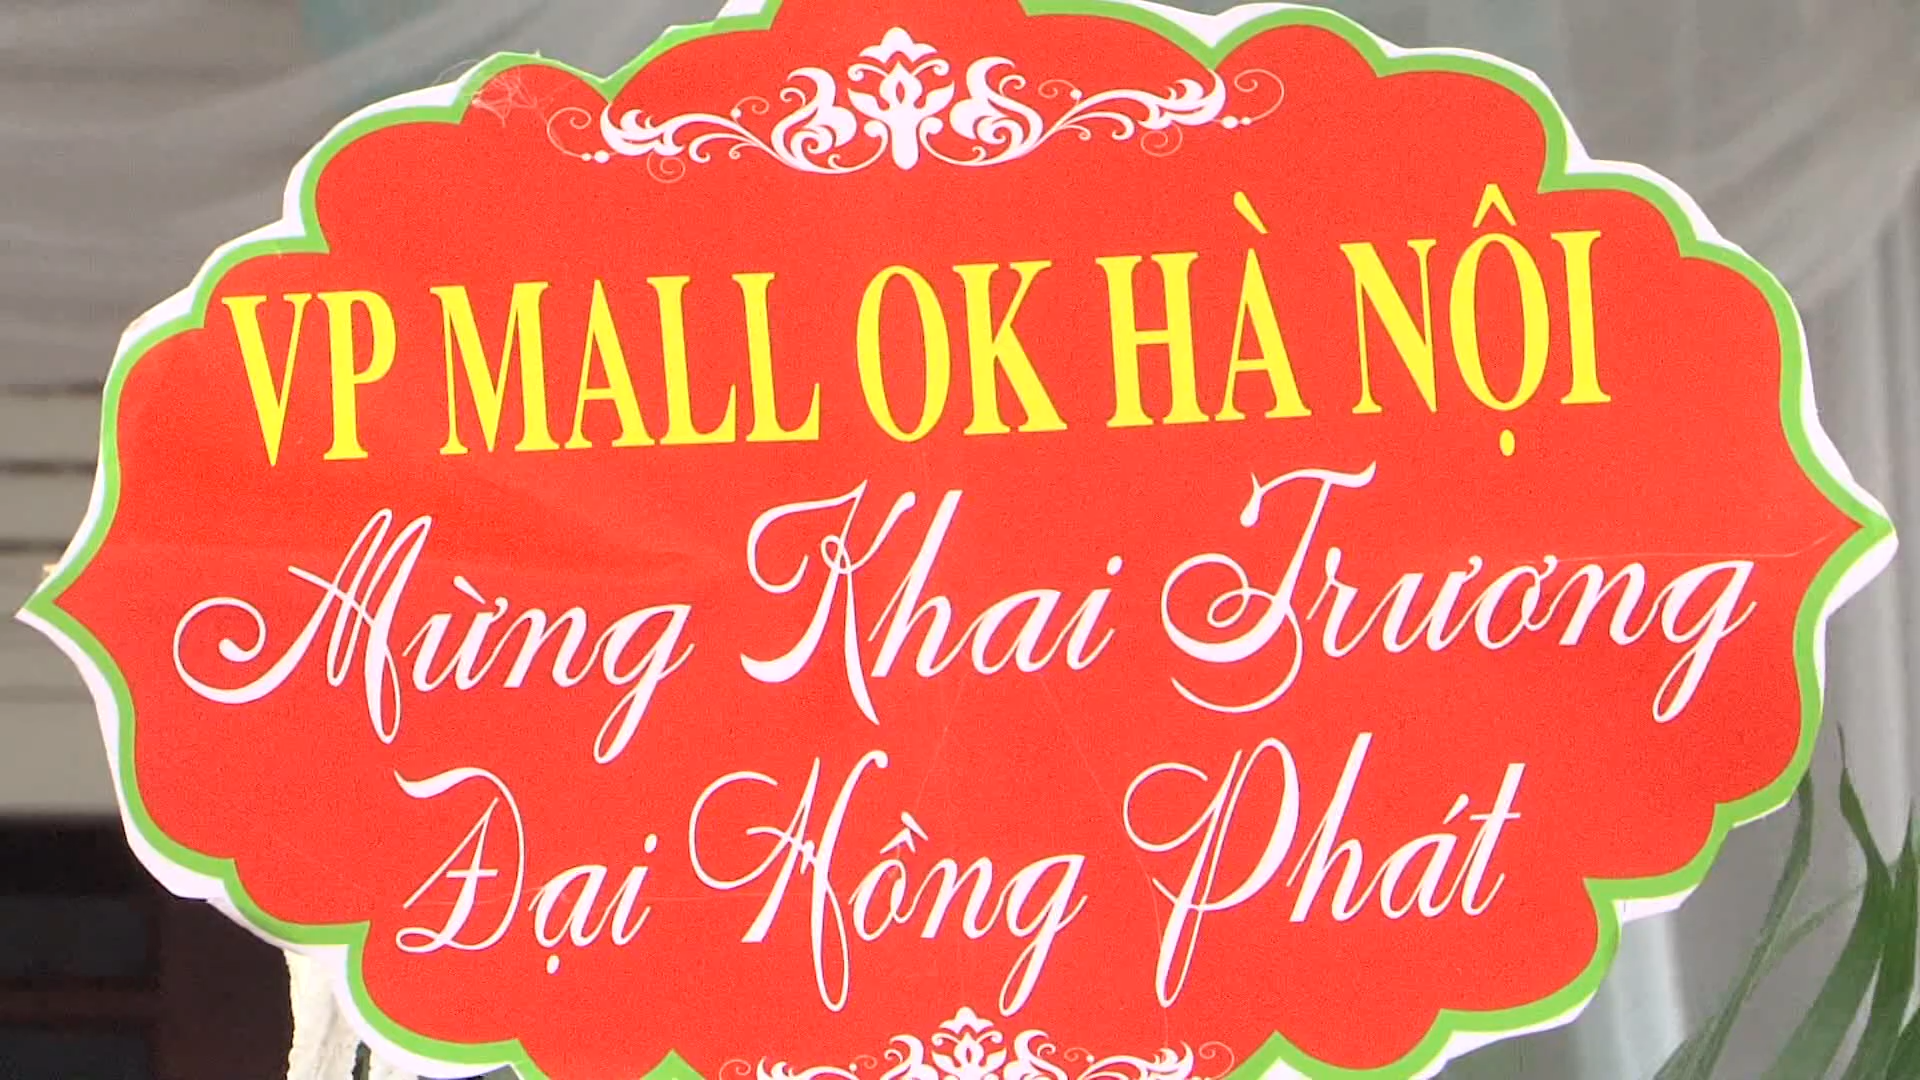 VP MALL OK HÀ NỘI
Mừng Khai Trương
Đại Hồng Phát